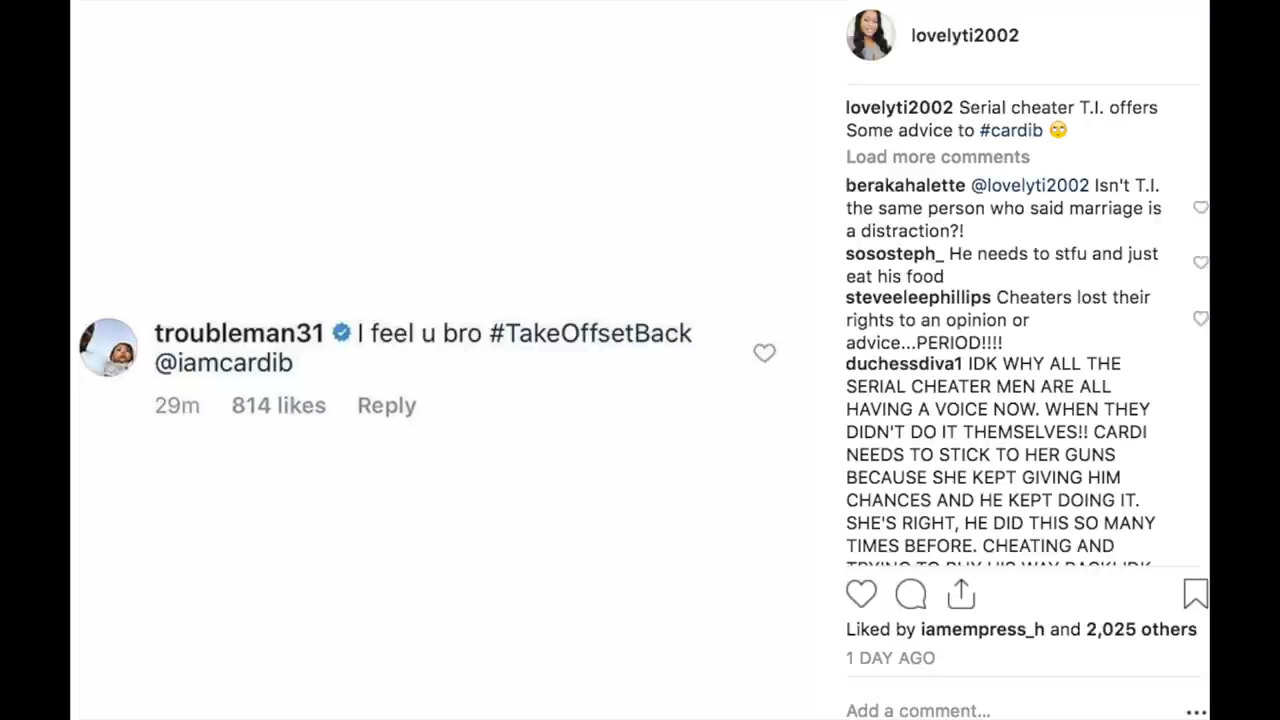 troubleman31 I feel u bro #TakeOffsetBack
@iamcardib
29m 814 likes Reply
lovelyti2002
lovelyti2002 Serial cheater T.I. offers
Some advice to #cardib 🙄
Load more comments
berakahalette @lovelyti2002 Isn't T.I.
the same person who said marriage is
a distraction?!
sososteph_ He needs to stfu and just
eat his food
steveeleephillips Cheaters lost their
rights to an opinion or
advice...PERIOD!!!!
duchessdiva1 IDK WHY ALL THE
SERIAL CHEATER MEN ARE ALL
HAVING A VOICE NOW. WHEN THEY
DIDN'T DO IT THEMSELVES!! CARDI
NEEDS TO STICK TO HER GUNS
BECAUSE SHE KEPT GIVING HIM
CHANCES AND HE KEPT DOING IT.
SHE'S RIGHT, HE DID THIS SO MANY
TIMES BEFORE. CHEATING AND
Liked by iamempress_h and 2,025 others
1 DAY AGO
Add a comment...